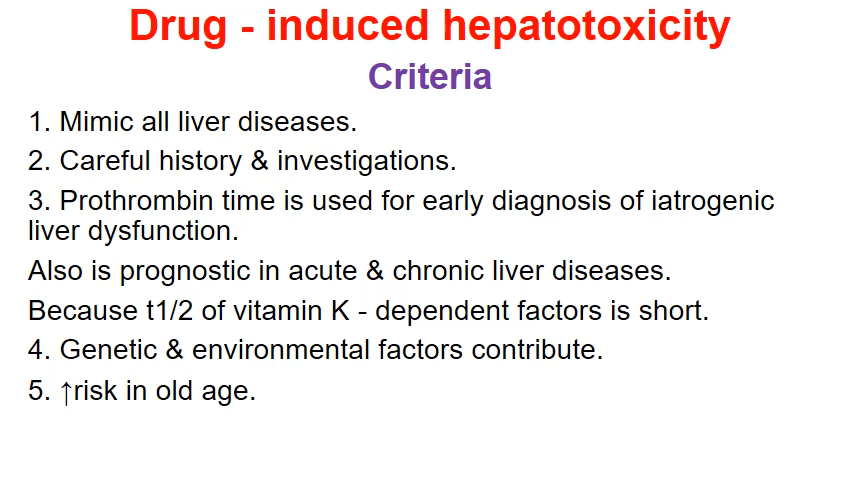 Drug - induced hepatotoxicity
Criteria
1. Mimic all liver diseases.
2. Careful history & investigations.
3. Prothrombin time is used for early diagnosis of iatrogenic
liver dysfunction.
Also is prognostic in acute & chronic liver diseases.
Because t1/2 of vitamin K - dependent factors is short.
4. Genetic & environmental factors contribute.
5. ↑risk in old age.